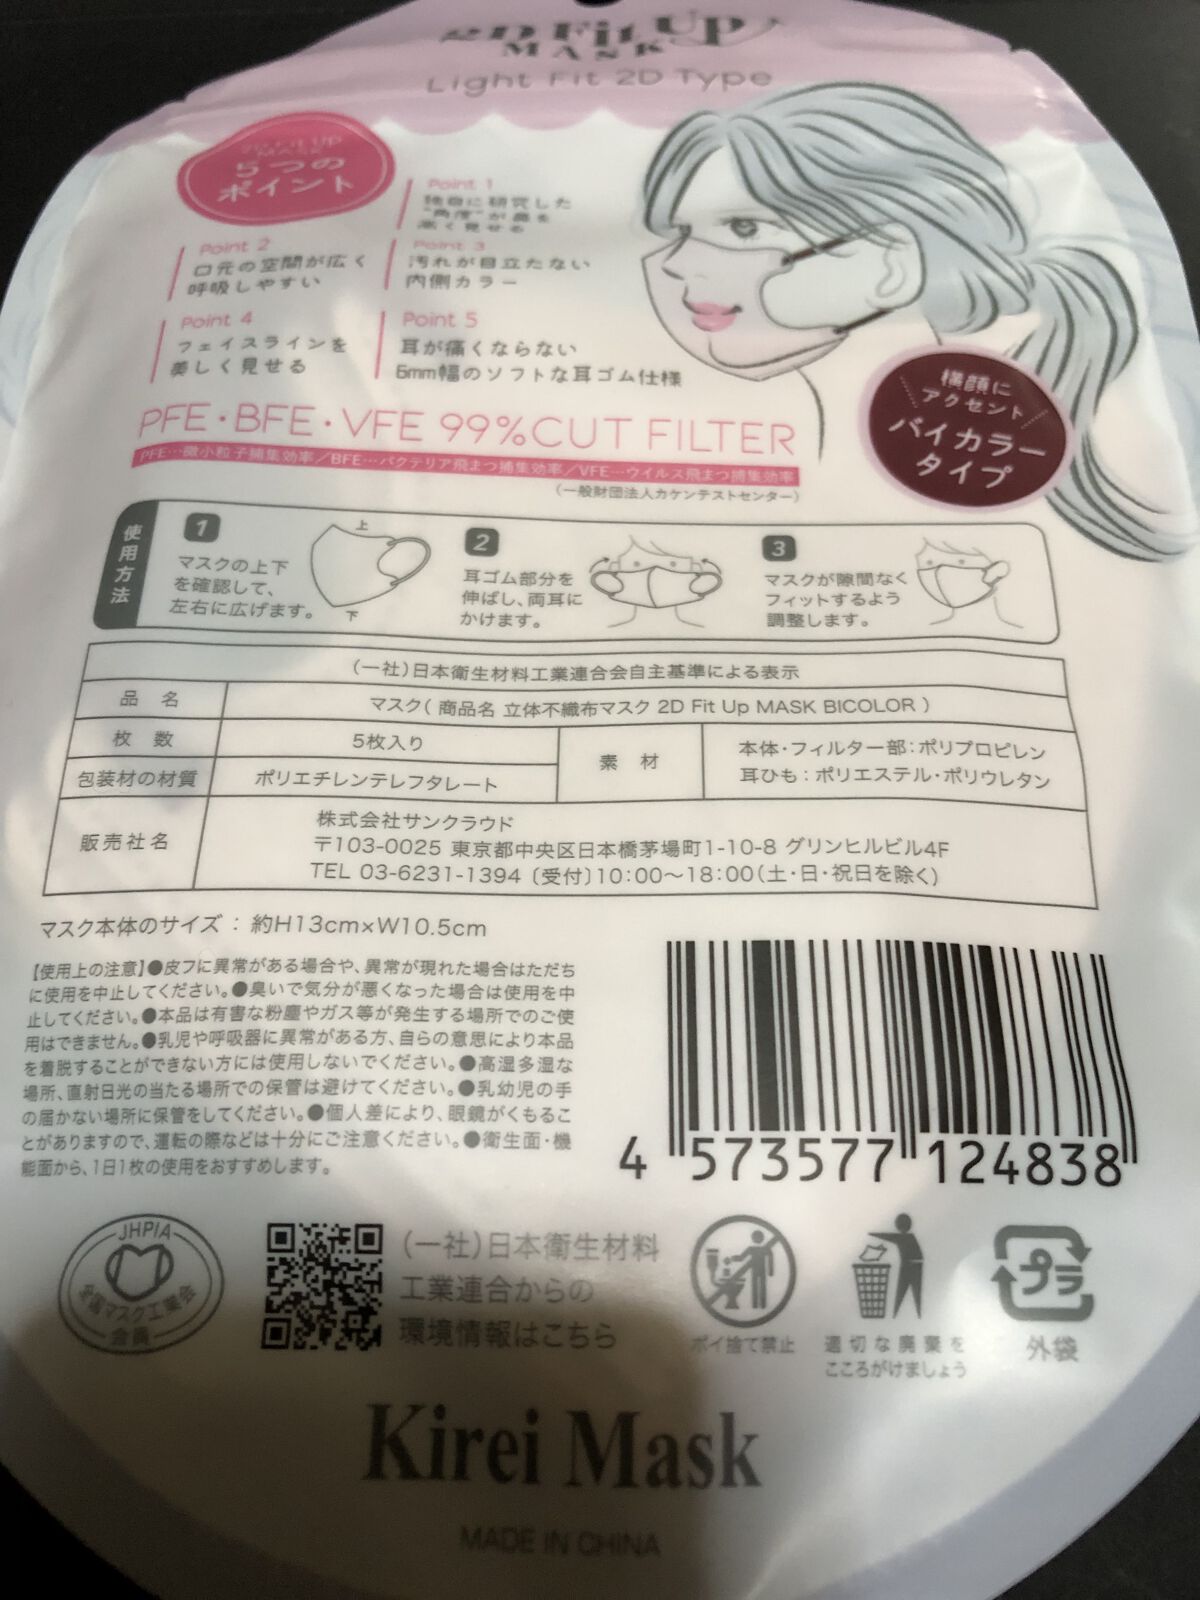 2D Fit Up
MASK
Light Fit 2D Type
2D Fit UP
MASK
5つの
ポイント
Point 1
独自に研究した
"角度"が鼻を
高く見せる
Point 2
口元の空間が広く
呼吸しやすい
Point 3
汚れが目立たない
内側カラー
Point 4
フェイスラインを
美しく見せる
Point 5
耳が痛くならない
5mm幅のソフトな耳ゴム仕様
横顔に
アクセント
バイカラー
タイプ
PFE・BFE・VFE 99%CUT FILTER
PFE…微小粒子捕集効率／BFE…バクテリア飛まつ捕集効率／VFE…ウイルス飛まつ捕集効率
(一般財団法人カケンテストセンター)
使用方法
1
マスクの上下
を確認して、
左右に広げます。
上
下
2
耳ゴム部分を
伸ばし、両耳に
かけます。
3
マスクが隙間なく
フィットするよう
調整します。
(一社)日本衛生材料工業連合会自主基準による表示
品 名
マスク( 商品名 立体不織布マスク 2D Fit Up MASK BICOLOR )
枚 数
5枚入り
素 材
本体・フィルター部:ポリプロピレン
耳ひも:ポリエステル・ポリウレタン
包装材の材質
ポリエチレンテレフタレート
販売社名
株式会社サンクラウド
〒103-0025 東京都中央区日本橋茅場町1-10-8 グリンヒルビル4F
TEL 03-6231-1394 〔受付〕10:00〜18:00(土・日・祝日を除く)
マスク本体のサイズ : 約H13cm×W10.5cm
【使用上の注意】●皮フに異常がある場合や、異常が現れた場合はただち
に使用を中止してください。●臭いで気分が悪くなった場合は使用を中
止してください。●本品は有害な粉塵やガス等が発生する場所でのご使
用はできません。●乳児や呼吸器に異常がある方、自らの意思により本品
を着脱することができない方には使用しないでください。●高湿多湿な
場所、直射日光の当たる場所での保管は避けてください。●乳幼児の手
の届かない場所に保管をしてください。●個人差により、眼鏡がくもるこ
とがありますので、運転の際などは十分にご注意ください。●衛生面・機
能面から、1日1枚の使用をおすすめします。
4 573577 124838
JHPIA
全国マスク工業会
会員
(一社)日本衛生材料
工業連合からの
環境情報はこちら
ポイ捨て禁止
適切な廃棄を
こころがけましょう
プラ
外袋
Kirei Mask
MADE IN CHINA